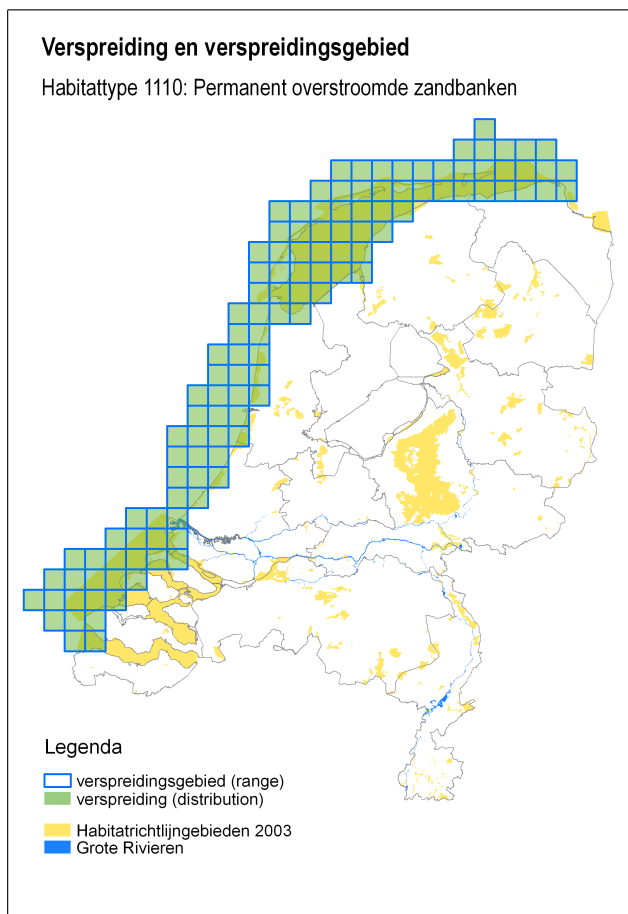 Verspreiding en verspreidingsgebied
Habitattype 1110: Permanent overstroomde zandbanken
Legenda
verspreidingsgebied (range)
verspreiding (distribution)
Habitatrichtlijngebieden 2003
Grote Rivieren